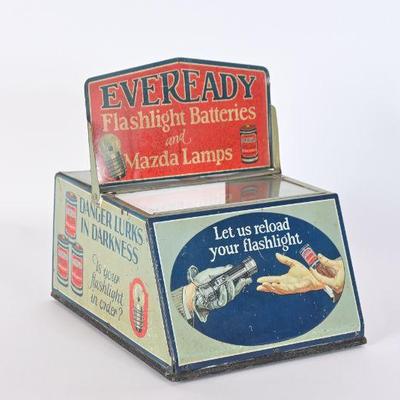 EVEREADY
Flashlight Batteries
and
Mazda Lamps
DANGER LURKS
IN DARKNESS
Is your
flashlight
in order?
Let us reload
your flashlight